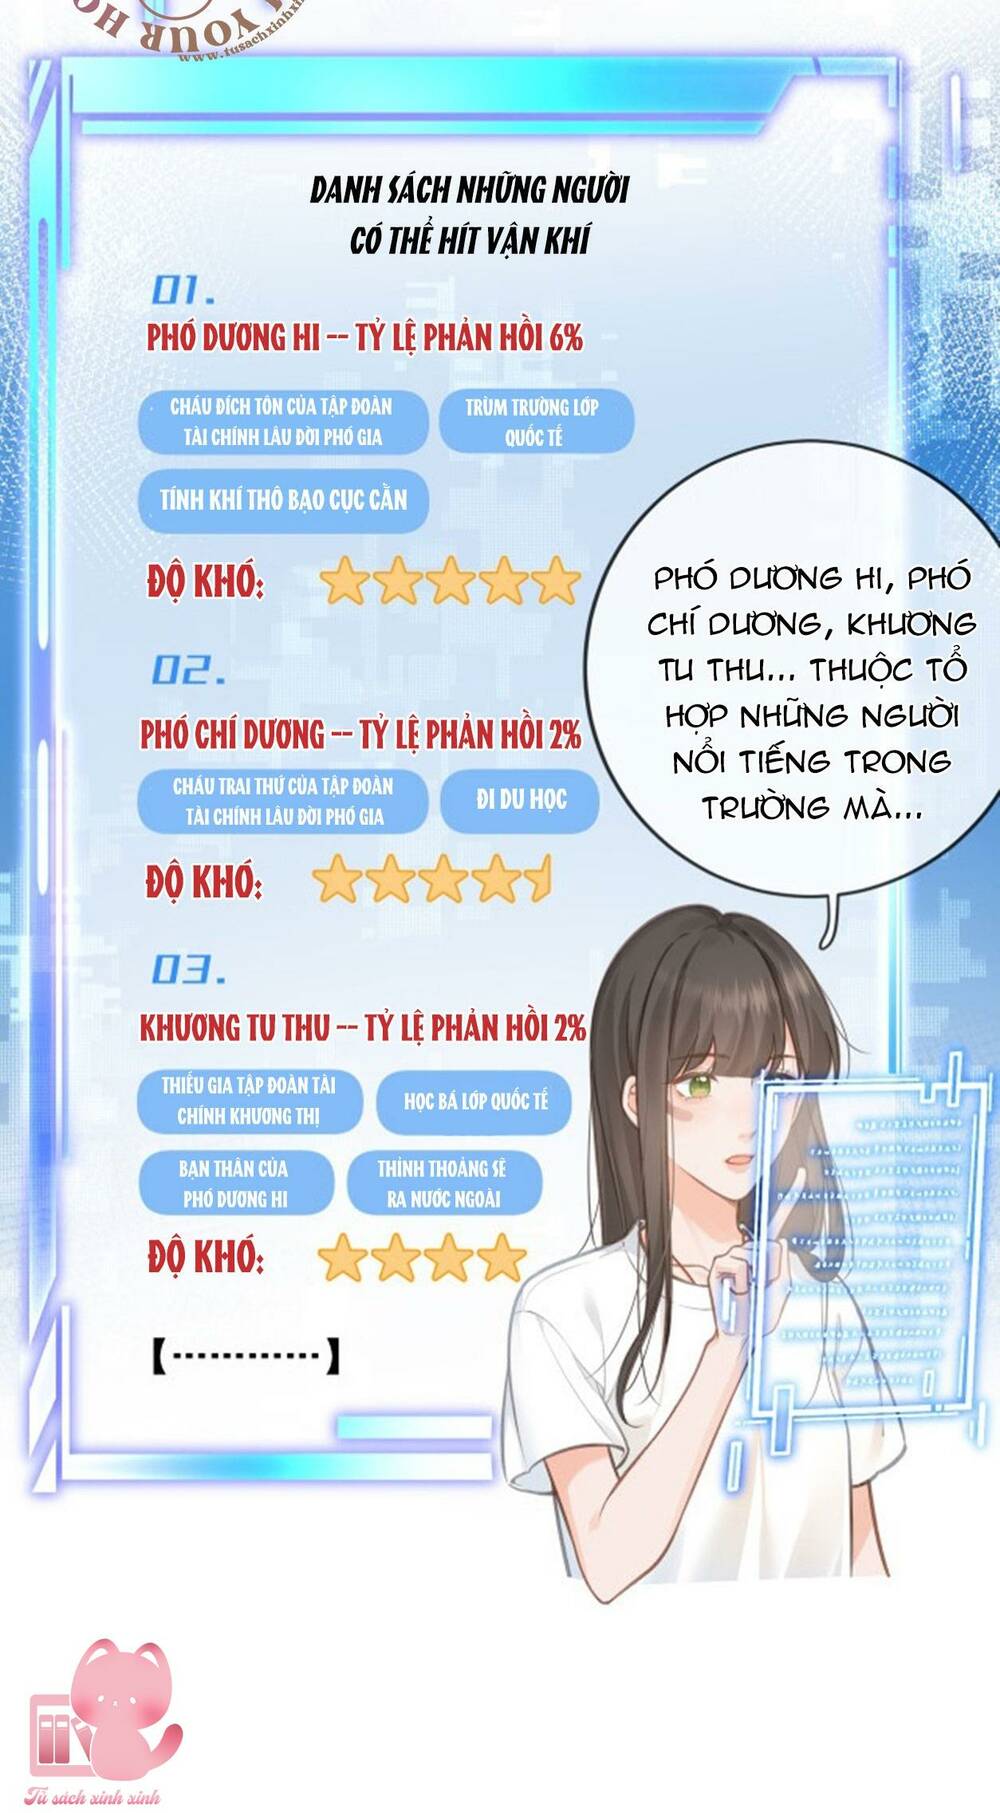 YOUR HO
www.tusachxinhxinh
DANH SÁCH NHỮNG NGƯỜI
CÓ THỂ HÍT VẬN KHÍ
01.
PHÓ DƯƠNG HI -- TỶ LỆ PHẢN HỒI 6%
CHÁU ĐÍCH TÔN CỦA TẬP ĐOÀN
TÀI CHÍNH LÂU ĐỜI PHÓ GIA
TRÙM TRƯỜNG LỚP
QUỐC TẾ
TÍNH KHÍ THÔ BẠO CỤC CẰN
ĐỘ KHÓ:
02.
PHÓ CHÍ DƯƠNG -- TỶ LỆ PHẢN HỒI 2%
CHÁU TRAI THỨ CỦA TẬP ĐOÀN
TÀI CHÍNH LÂU ĐỜI PHÓ GIA
ĐI DU HỌC
ĐỘ KHÓ:
03.
KHƯƠNG TU THU -- TỶ LỆ PHẢN HỒI 2%
THIẾU GIA TẬP ĐOÀN TÀI
CHÍNH KHƯƠNG THỊ
HỌC BÁ LỚP QUỐC TẾ
BẠN THÂN CỦA
PHÓ DƯƠNG HI
THỈNH THOẢNG SẼ
RA NƯỚC NGOÀI
ĐỘ KHÓ:
【············】
PHÓ DƯƠNG HI, PHÓ
CHÍ DƯƠNG, KHƯƠNG
TU THU... THUỘC TỔ
HỢP NHỮNG NGƯỜI
NỔI TIẾNG TRONG
TRƯỜNG MÀ...
Tủ sách xinh xinh